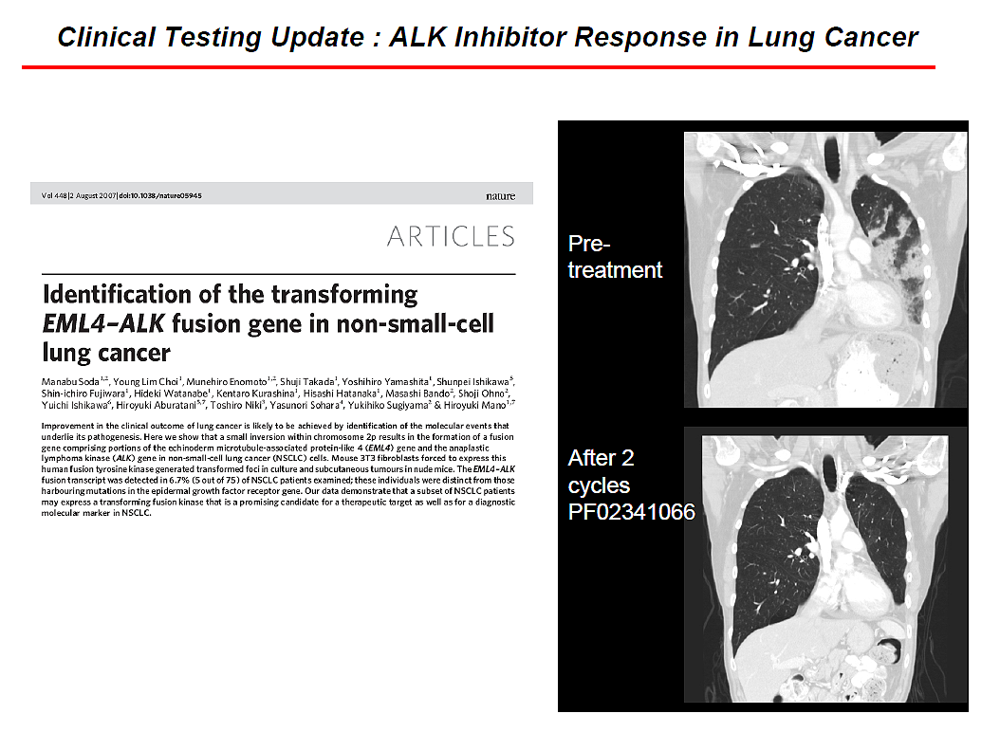 Clinical Testing Update : ALK Inhibitor Response in Lung Cancer
Vol 448|2 August 2007|doi:10.1038/nature05945
nature
ARTICLES
Identification of the transforming
EML4–ALK fusion gene in non-small-cell
lung cancer
Manabu Soda1,2, Young Lim Choi1, Munehiro Enomoto1,2, Shuji Takada1, Yoshihiro Yamashita1, Shunpei Ishikawa5,
Shin-ichiro Fujiwara1, Hideki Watanabe1, Kentaro Kurashina1, Hisashi Hatanaka1, Masashi Bando2, Shoji Ohno2,
Yuichi Ishikawa6, Hiroyuki Aburatani5,7, Toshiro Niki3, Yasunori Sohara4, Yukihiko Sugiyama2 & Hiroyuki Mano1,7
Improvement in the clinical outcome of lung cancer is likely to be achieved by identification of the molecular events that
underlie its pathogenesis. Here we show that a small inversion within chromosome 2p results in the formation of a fusion
gene comprising portions of the echinoderm microtubule-associated protein-like 4 (EML4) gene and the anaplastic
lymphoma kinase (ALK) gene in non-small-cell lung cancer (NSCLC) cells. Mouse 3T3 fibroblasts forced to express this
human fusion tyrosine kinase generated transformed foci in culture and subcutaneous tumours in nude mice. The EML4–ALK
fusion transcript was detected in 6.7% (5 out of 75) of NSCLC patients examined; these individuals were distinct from those
harbouring mutations in the epidermal growth factor receptor gene. Our data demonstrate that a subset of NSCLC patients
may express a transforming fusion kinase that is a promising candidate for a therapeutic target as well as for a diagnostic
molecular marker in NSCLC.
Pre-
treatment
After 2
cycles
PF02341066